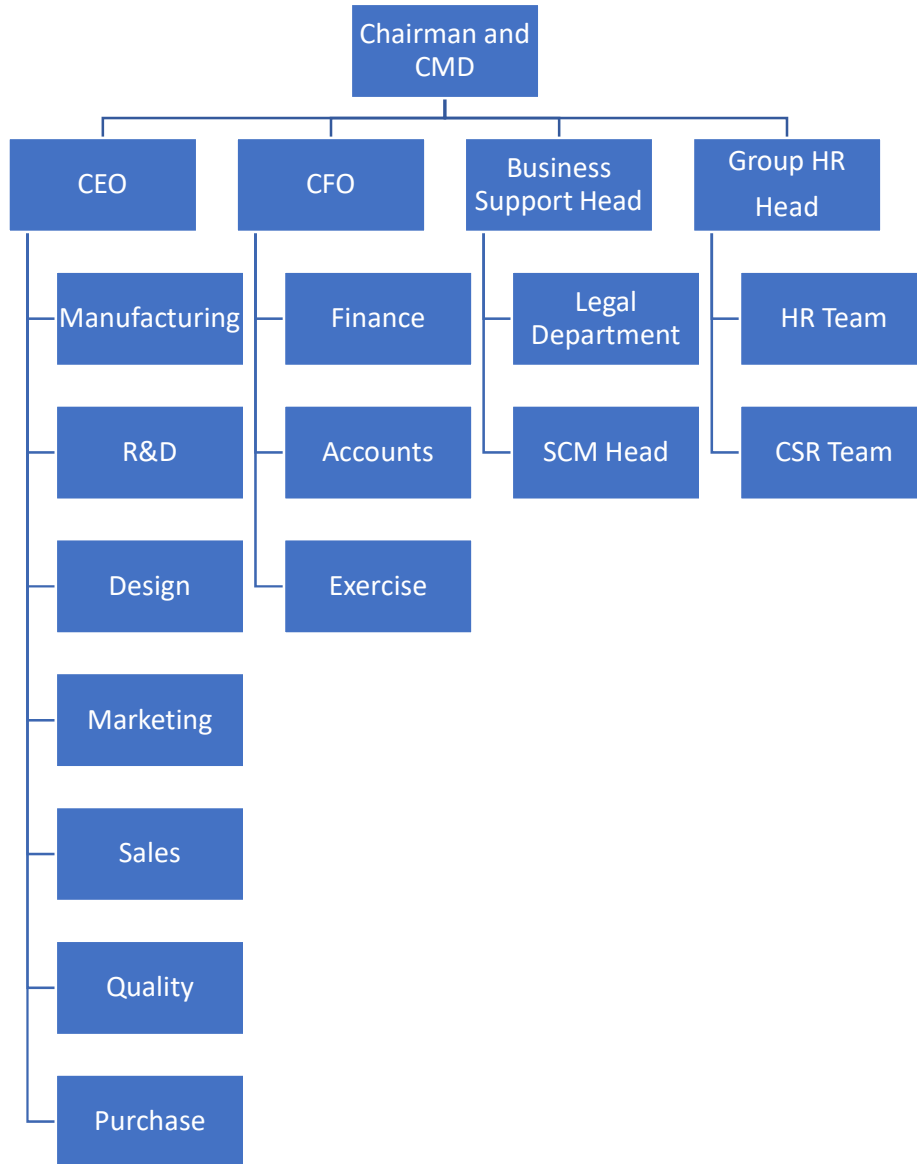 Chairman and
CMD
CEO
CFO
Business
Support Head
Group HR
Head
Manufacturing
Finance
Legal
Department
HR Team
R&D
Accounts
SCM Head
CSR Team
Design
Exercise
Marketing
Sales
Quality
Purchase